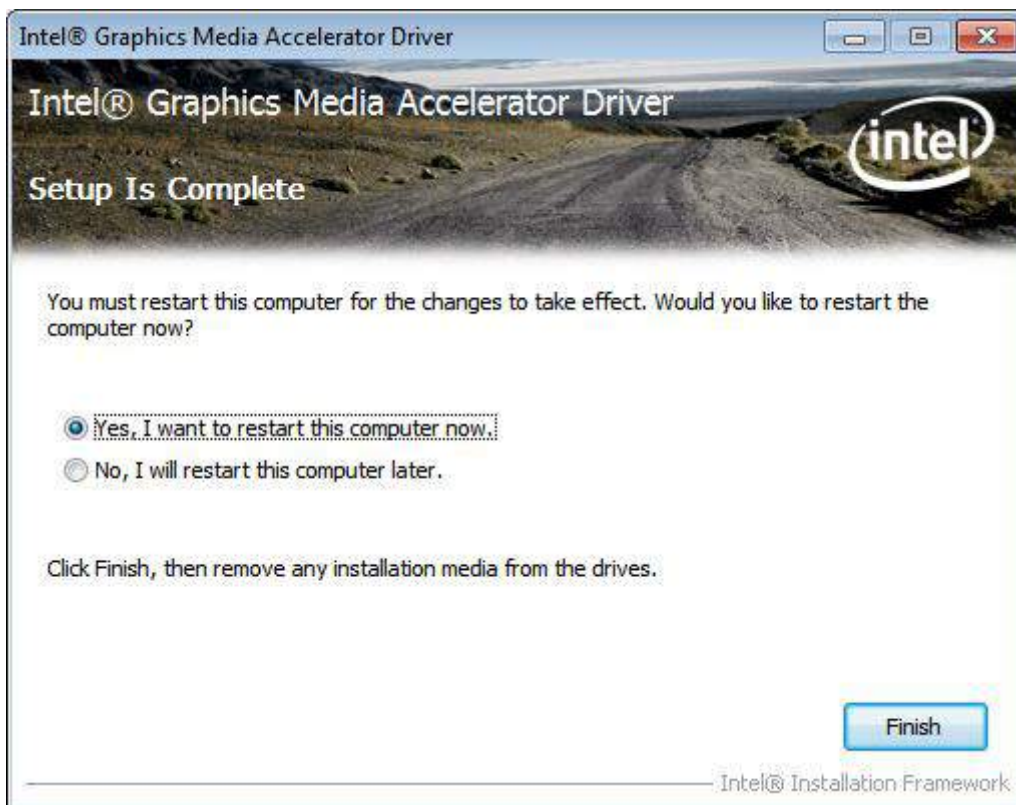 Intel® Graphics Media Accelerator Driver
Intel® Graphics Media Accelerator Driver
intel
Setup Is Complete
You must restart this computer for the changes to take effect. Would you like to restart the
computer now?
Yes, I want to restart this computer now.
No, I will restart this computer later.
Click Finish, then remove any installation media from the drives.
Finish
Intel® Installation Framework